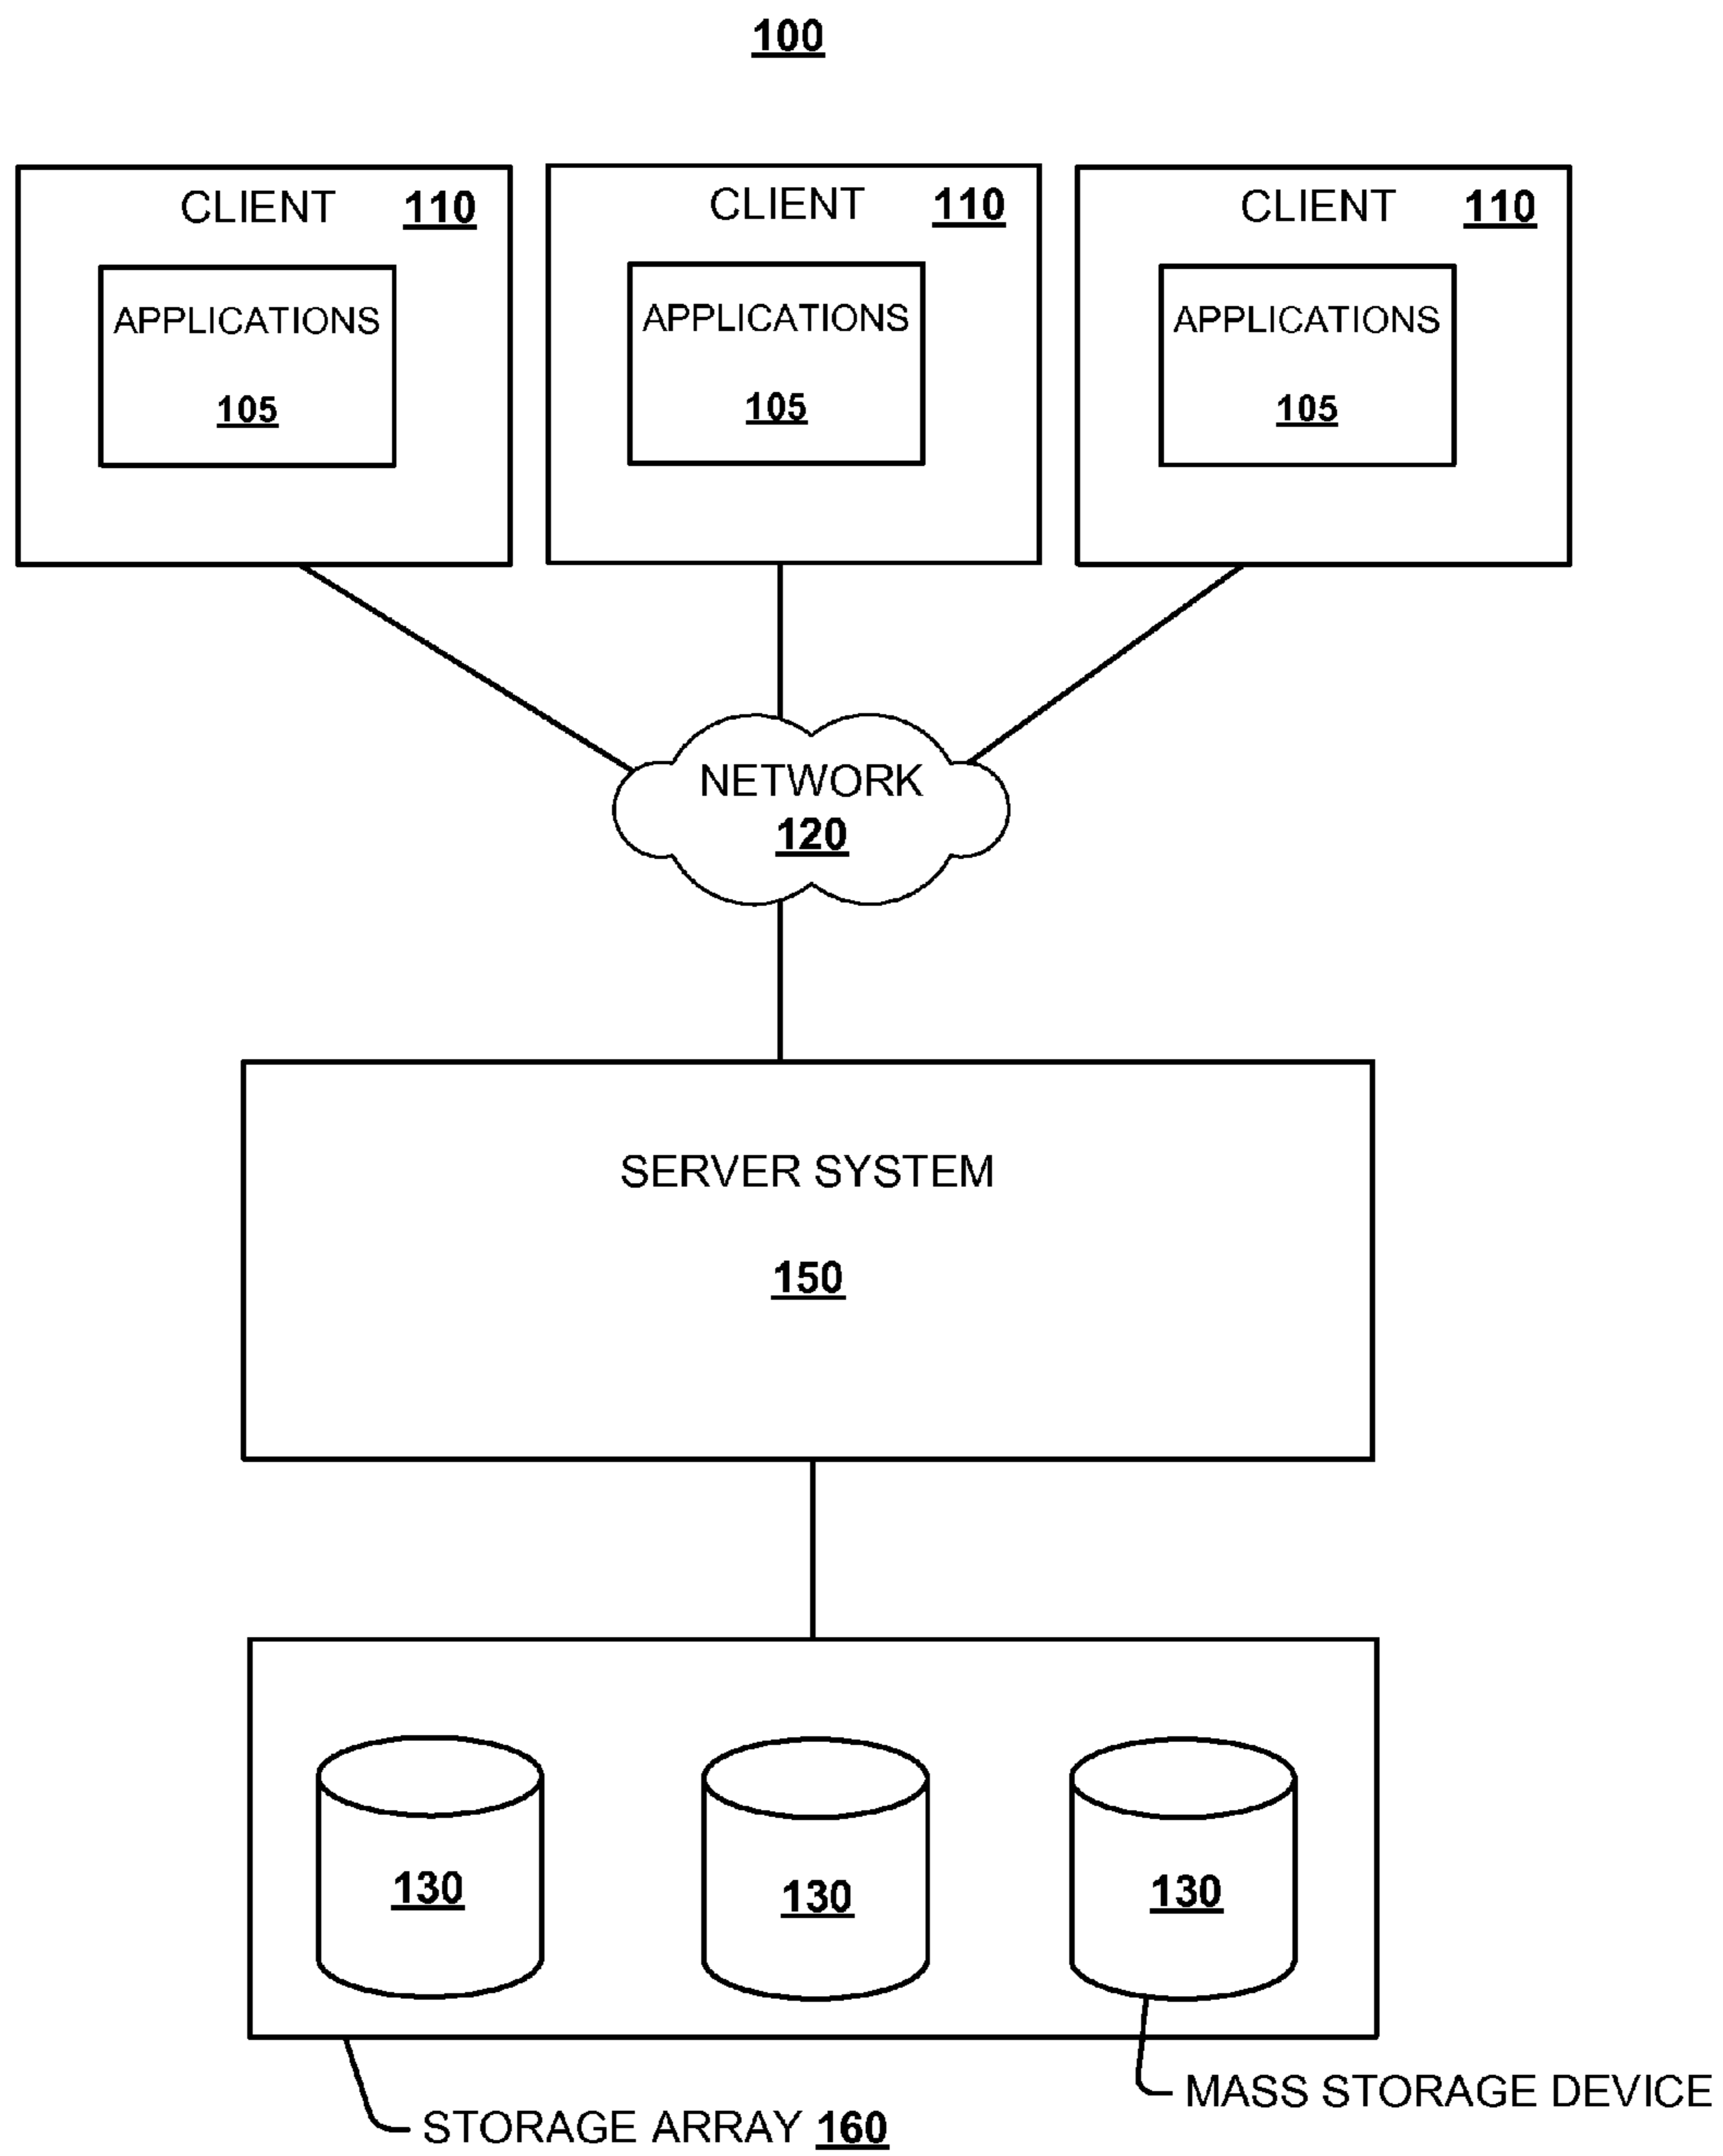 100
CLIENT 110
APPLICATIONS
105
CLIENT 110
APPLICATIONS
105
CLIENT 110
APPLICATIONS
105
NETWORK
120
SERVER SYSTEM
150
130
130
130
MASS STORAGE DEVICE
STORAGE ARRAY 160